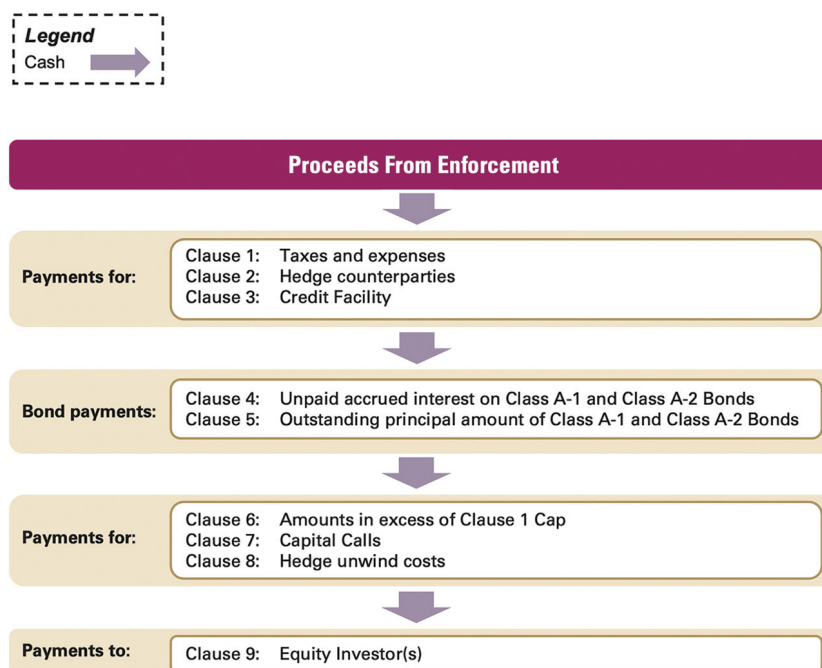 Legend
Cash
Proceeds From Enforcement
Payments for:
Clause 1: Taxes and expenses
Clause 2: Hedge counterparties
Clause 3: Credit Facility
Bond payments:
Clause 4: Unpaid accrued interest on Class A-1 and Class A-2 Bonds
Clause 5: Outstanding principal amount of Class A-1 and Class A-2 Bonds
Payments for:
Clause 6: Amounts in excess of Clause 1 Cap
Clause 7: Capital Calls
Clause 8: Hedge unwind costs
Payments to:
Clause 9: Equity Investor(s)